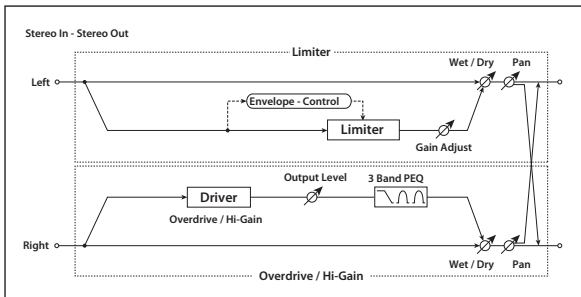 Stereo In - Stereo Out
Limiter
Wet / Dry
Pan
Left
Envelope - Control
Limiter
Gain Adjust
Output Level
3 Band PEQ
Driver
Overdrive / Hi-Gain
Right
Wet / Dry
Pan
Overdrive / Hi-Gain